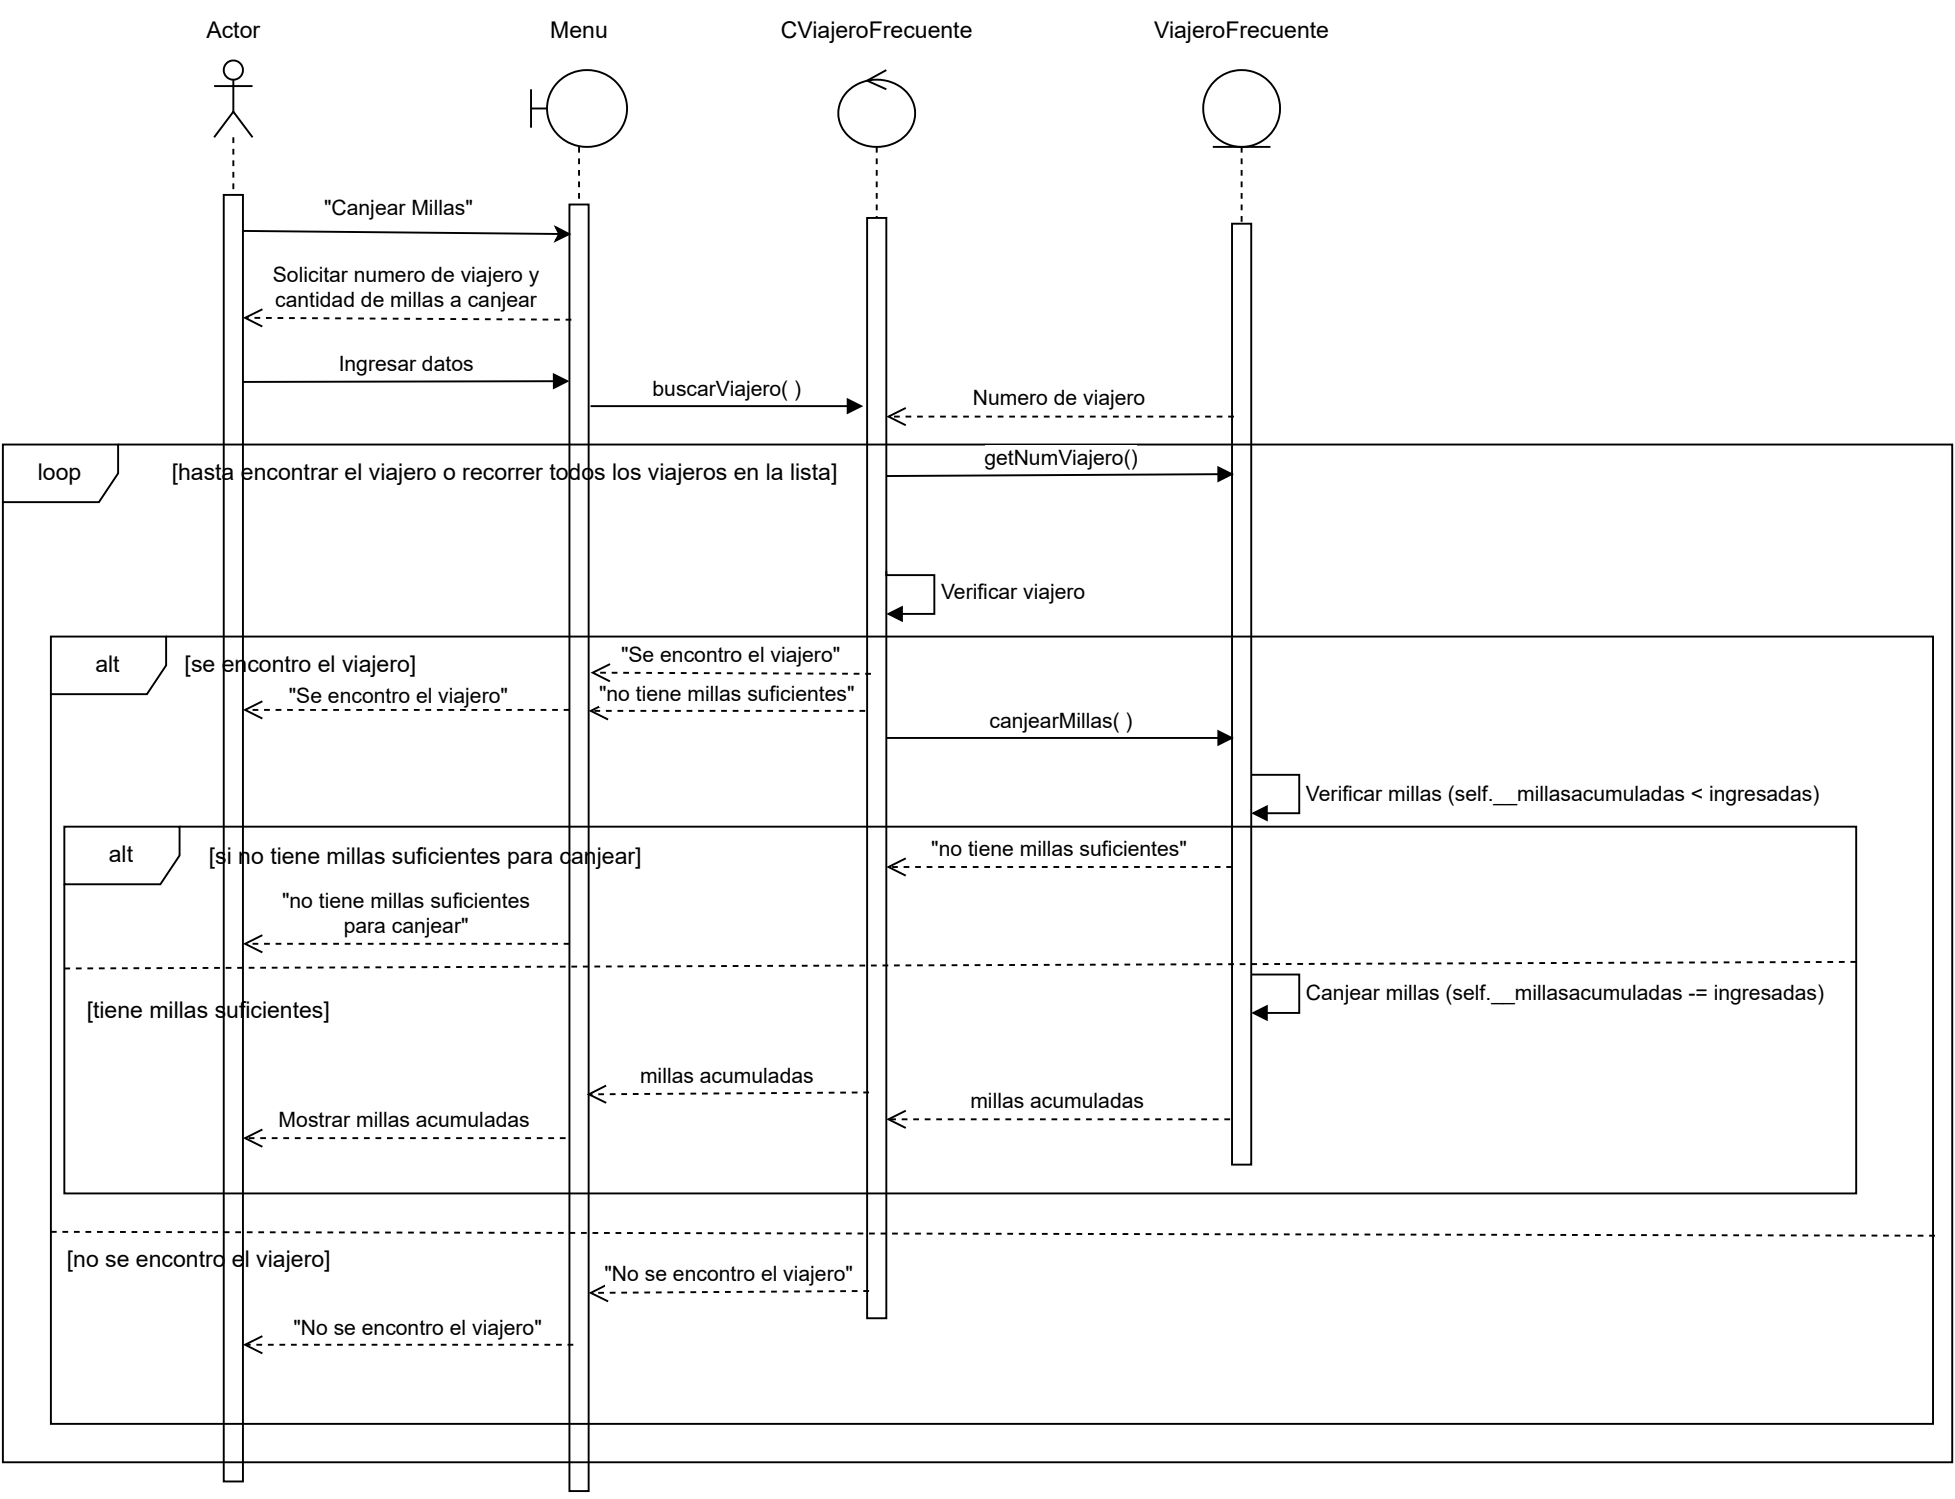 Actor
Menu
CViajeroFrecuente
ViajeroFrecuente
"Canjear Millas"
Solicitar numero de viajero y
cantidad de millas a canjear
Ingresar datos
buscarViajero( )
Numero de viajero
loop
[hasta encontrar el viajero o recorrer todos los viajeros en la lista]
getNumViajero()
Verificar viajero
alt
[se encontro el viajero]
"Se encontro el viajero"
"Se encontro el viajero"
"no tiene millas suficientes"
canjearMillas( )
Verificar millas (self.__millasacumuladas < ingresadas)
alt
[si no tiene millas suficientes para canjear]
"no tiene millas suficientes"
"no tiene millas suficientes
para canjear"
[tiene millas suficientes]
Canjear millas (self.__millasacumuladas -= ingresadas)
millas acumuladas
millas acumuladas
Mostrar millas acumuladas
[no se encontro el viajero]
"No se encontro el viajero"
"No se encontro el viajero"